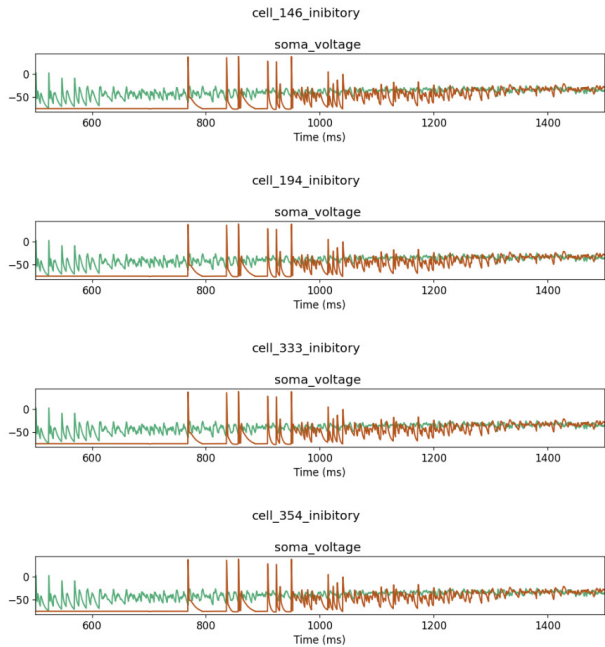 cell_146_inibitory
soma_voltage
0
−50
600 800 1000 1200 1400
Time (ms)
cell_194_inibitory
soma_voltage
0
−50
600 800 1000 1200 1400
Time (ms)
cell_333_inibitory
soma_voltage
0
−50
600 800 1000 1200 1400
Time (ms)
cell_354_inibitory
soma_voltage
0
−50
600 800 1000 1200 1400
Time (ms)